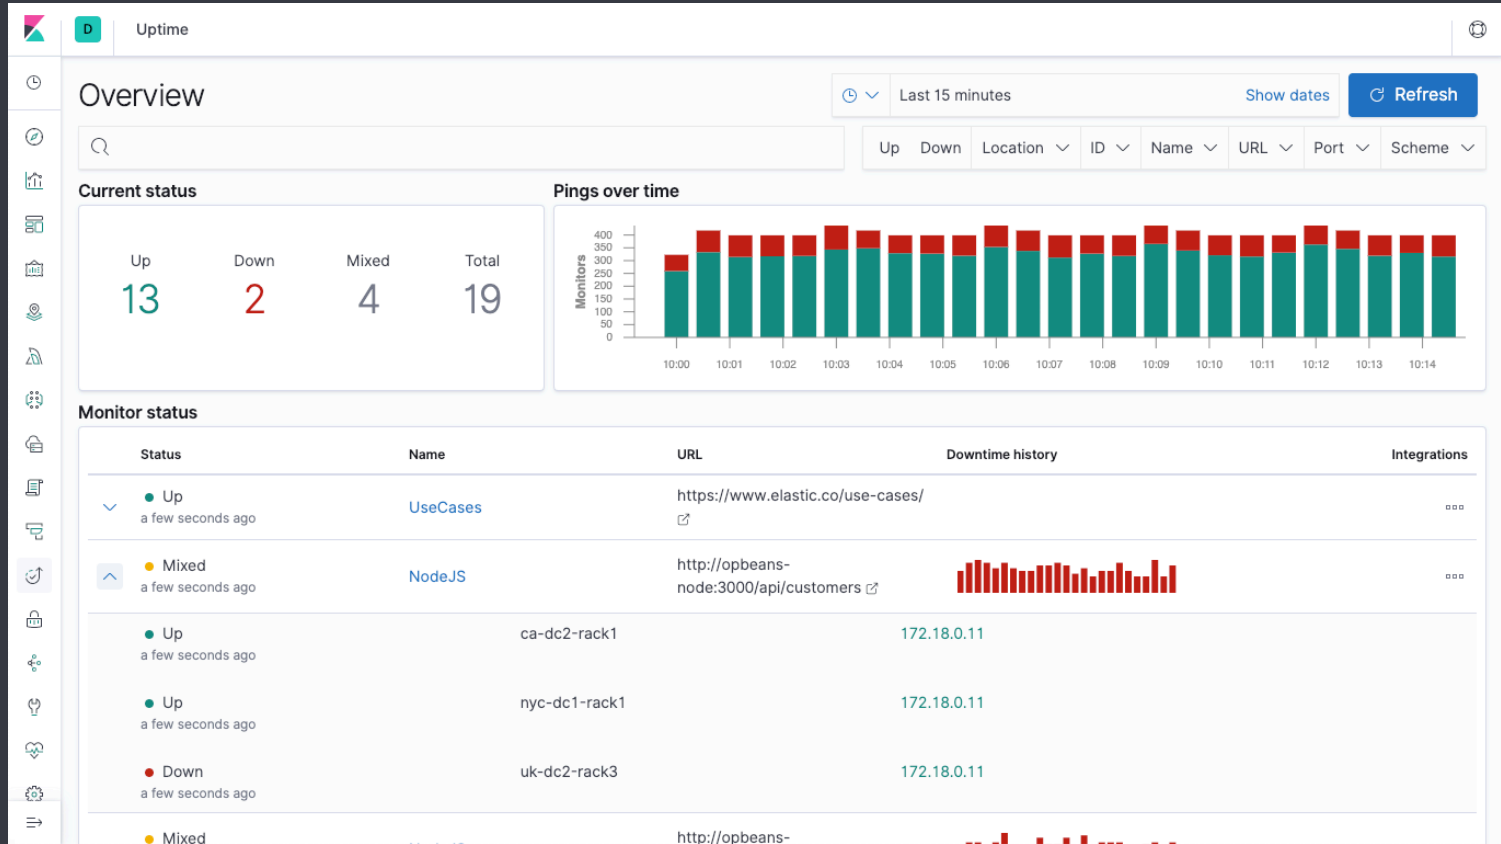 D Uptime
Overview
Last 15 minutes Show dates Refresh
Up Down Location ID Name URL Port Scheme
Current status
Up Down Mixed Total
13 2 4 19
Pings over time
Monitors
400
350
300
250
200
150
100
50
0
10:00 10:01 10:02 10:03 10:04 10:05 10:06 10:07 10:08 10:09 10:10 10:11 10:12 10:13 10:14
Monitor status
Status Name URL Downtime history Integrations
Up
a few seconds ago
UseCases
https://www.elastic.co/use-cases/
Mixed
a few seconds ago
NodeJS
http://opbeans-
node:3000/api/customers
Up ca-dc2-rack1 172.18.0.11
a few seconds ago
Up nyc-dc1-rack1 172.18.0.11
a few seconds ago
Down uk-dc2-rack3 172.18.0.11
a few seconds ago
Mixed http://opbeans-